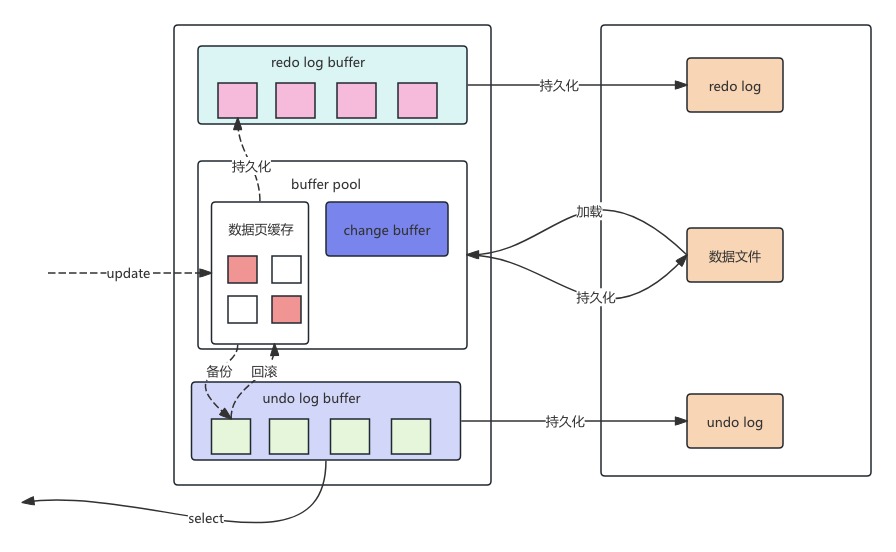 redo log buffer
持久化
redo log
持久化
buffer pool
数据页缓存
change buffer
加载
数据文件
update
持久化
备份
回滚
undo log buffer
持久化
undo log
select